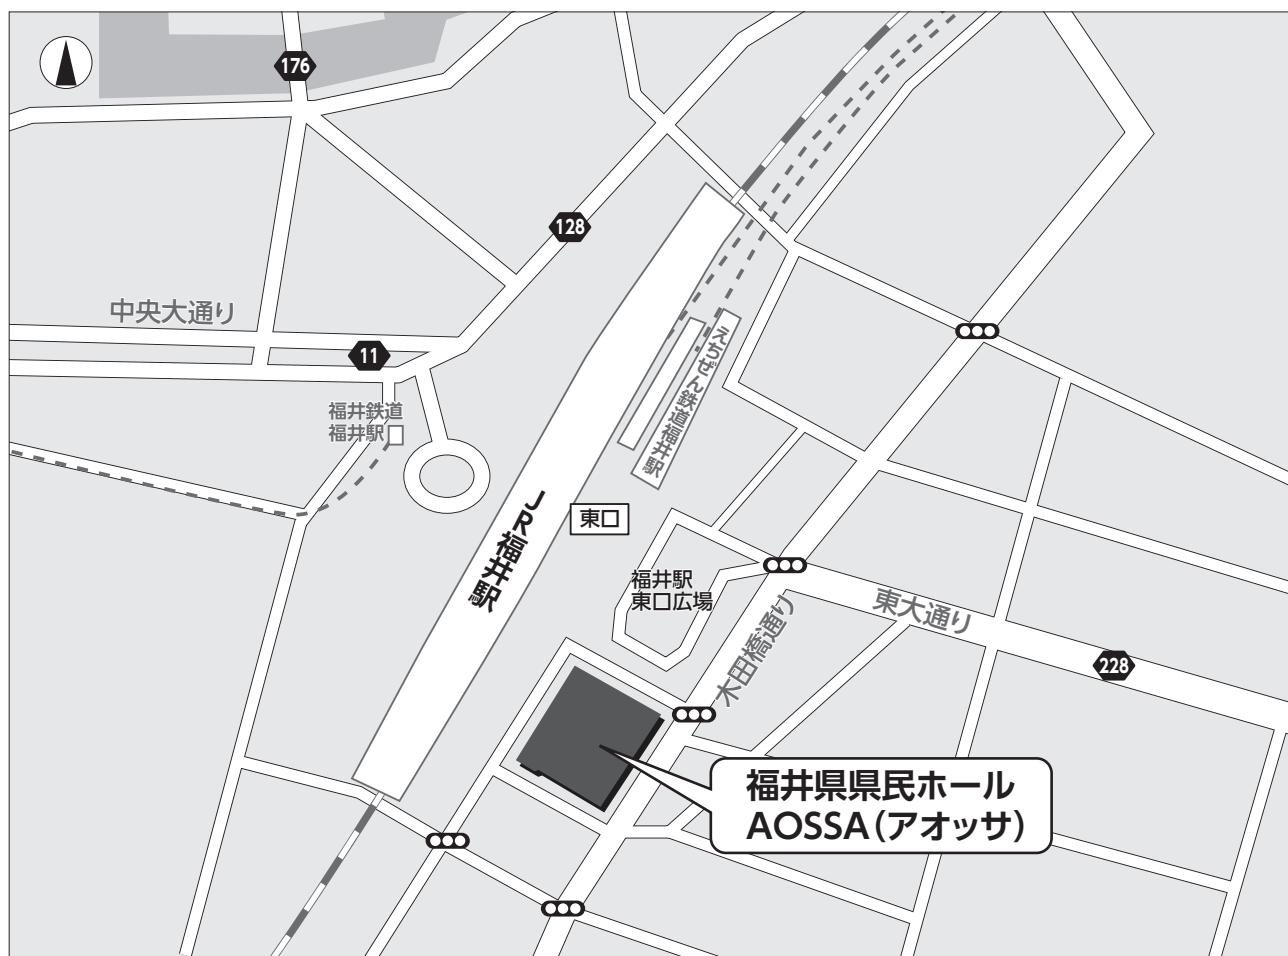 176
128
中央大通り
11
福井鉄道
福井駅
えちぜん鉄道福井駅
JR福井駅
東口
福井駅
東口広場
木田橋通り
東大通り
228
福井県県民ホール
AOSSA(アオッサ)